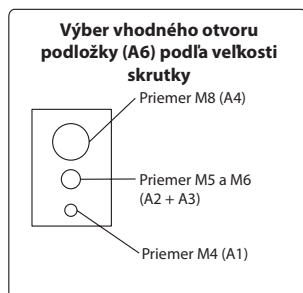 Výber vhodného otvoru
podložky (A6) podľa veľkosti
skrutky
Priemer M8 (A4)
Priemer M5 a M6
(A2 + A3)
Priemer M4 (A1)